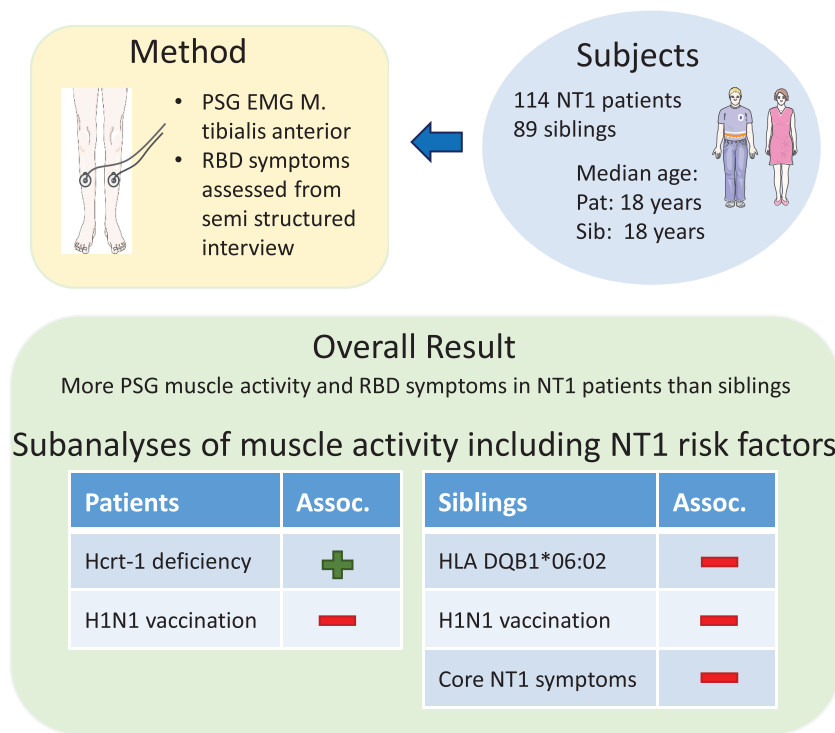 Method
• PSG EMG M.
tibialis anterior
• RBD symptoms
assessed from
semi structured
interview
Subjects
114 NT1 patients
89 siblings
Median age:
Pat: 18 years
Sib: 18 years
Overall Result
More PSG muscle activity and RBD symptoms in NT1 patients than siblings
Subanalyses of muscle activity including NT1 risk factors
Patients Assoc.
Hcrt-1 deficiency
H1N1 vaccination
Siblings Assoc.
HLA DQB1*06:02
H1N1 vaccination
Core NT1 symptoms